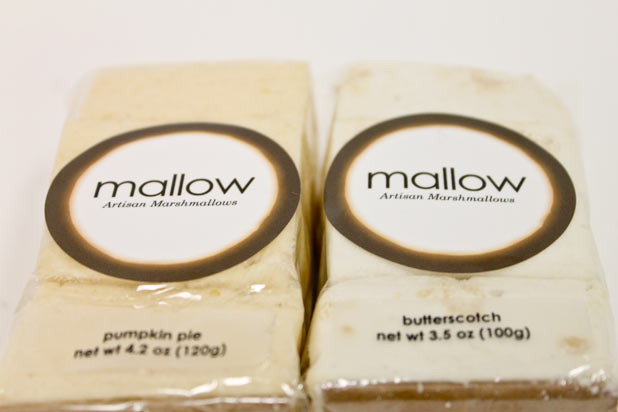 mallow
Artisan Marshmallows
pumpkin pie
net wt 4.2 oz (120g)
mallow
Artisan Marshmallows
butterscotch
net wt 3.5 oz (100g)